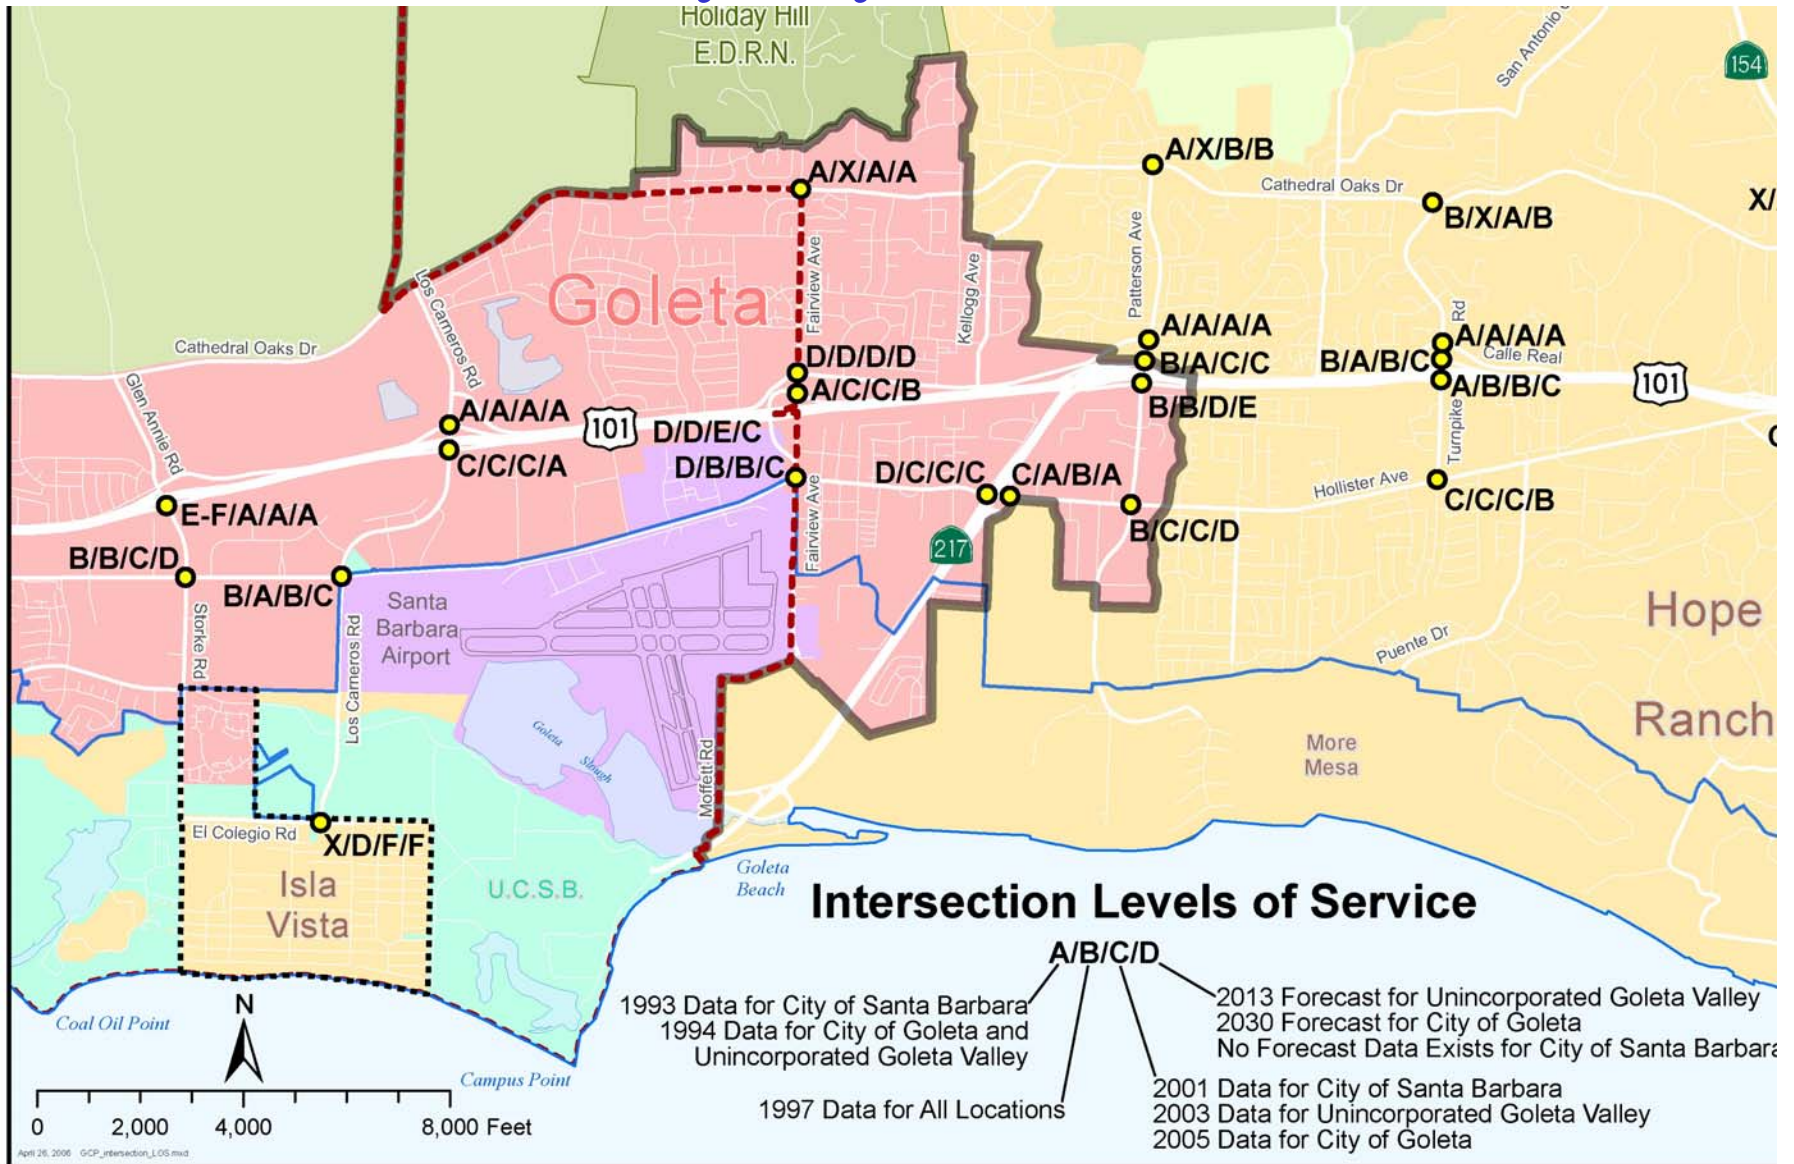 Holiday Hill
E.D.R.N.
San Antonio
154
A/X/A/A
A/X/B/B
Cathedral Oaks Dr
B/X/A/B
X/
Goleta
Los Carneros Rd
Fairview Ave
Kellogg Ave
Patterson Ave
Cathedral Oaks Dr
Glen Annie Rd
D/D/D/D
A/C/C/B
A/A/A/A
B/A/C/C
B/B/D/E
Turnpike Rd
A/A/A/A
Calle Real
B/A/B/C
A/B/B/C
101
A/A/A/A
C/C/C/A
101
D/D/E/C
D/B/B/C
D/C/C/C
C/A/B/A
Hollister Ave
C/C/C/B
E-F/A/A/A
B/C/C/D
Fairview Ave
217
B/B/C/D
B/A/B/C
Santa
Barbara
Airport
Storke Rd
Los Carneros Rd
Hope
Ranch
Puente Dr
More
Mesa
Goleta
Slough
Moffett Rd
El Colegio Rd
X/D/F/F
Isla
Vista
U.C.S.B.
Goleta
Beach
Intersection Levels of Service
A/B/C/D
1993 Data for City of Santa Barbara
1994 Data for City of Goleta and
Unincorporated Goleta Valley
1997 Data for All Locations
2013 Forecast for Unincorporated Goleta Valley
2030 Forecast for City of Goleta
No Forecast Data Exists for City of Santa Barbara
2001 Data for City of Santa Barbara
2003 Data for Unincorporated Goleta Valley
2005 Data for City of Goleta
N
Coal Oil Point
Campus Point
0 2,000 4,000 8,000 Feet
April 26, 2006 GCP_intersection_LOS.mxd